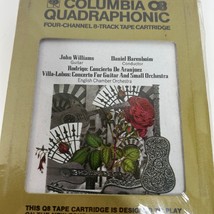 COLUMBIA Q8
QUADRAPHONIC
FOUR-CHANNEL 8-TRACK TAPE CARTRIDGE
John Williams Daniel Barenboim
Guitar Conductor
Rodrigo: Concierto De Aranjuez
Villa-Lobos: Concerto For Guitar And Small Orchestra
English Chamber Orchestra
THIS Q8 TAPE CARTRIDGE IS DESIGNED TO PLAY